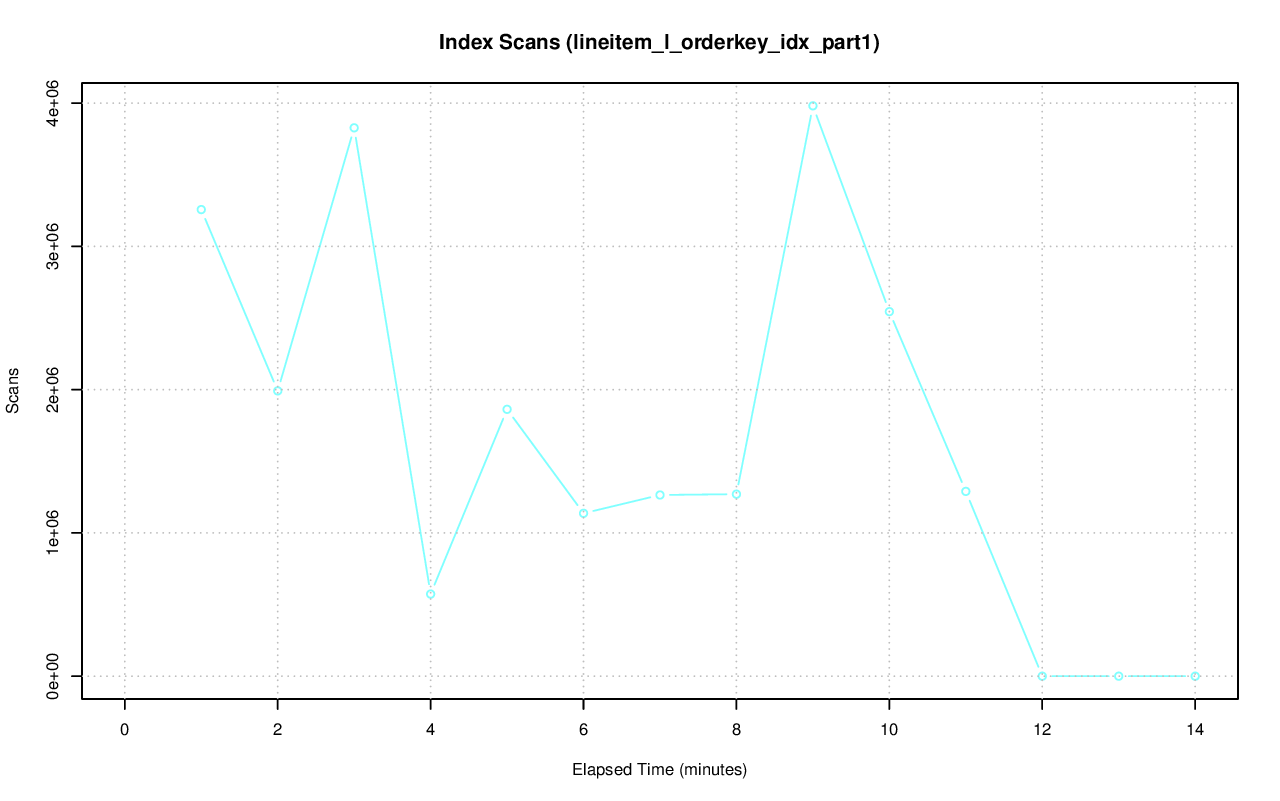 Index Scans (lineitem_l_orderkey_idx_part1)
4e+06
3e+06
2e+06
1e+06
0e+00
Scans
0 2 4 6 8 10 12 14
Elapsed Time (minutes)